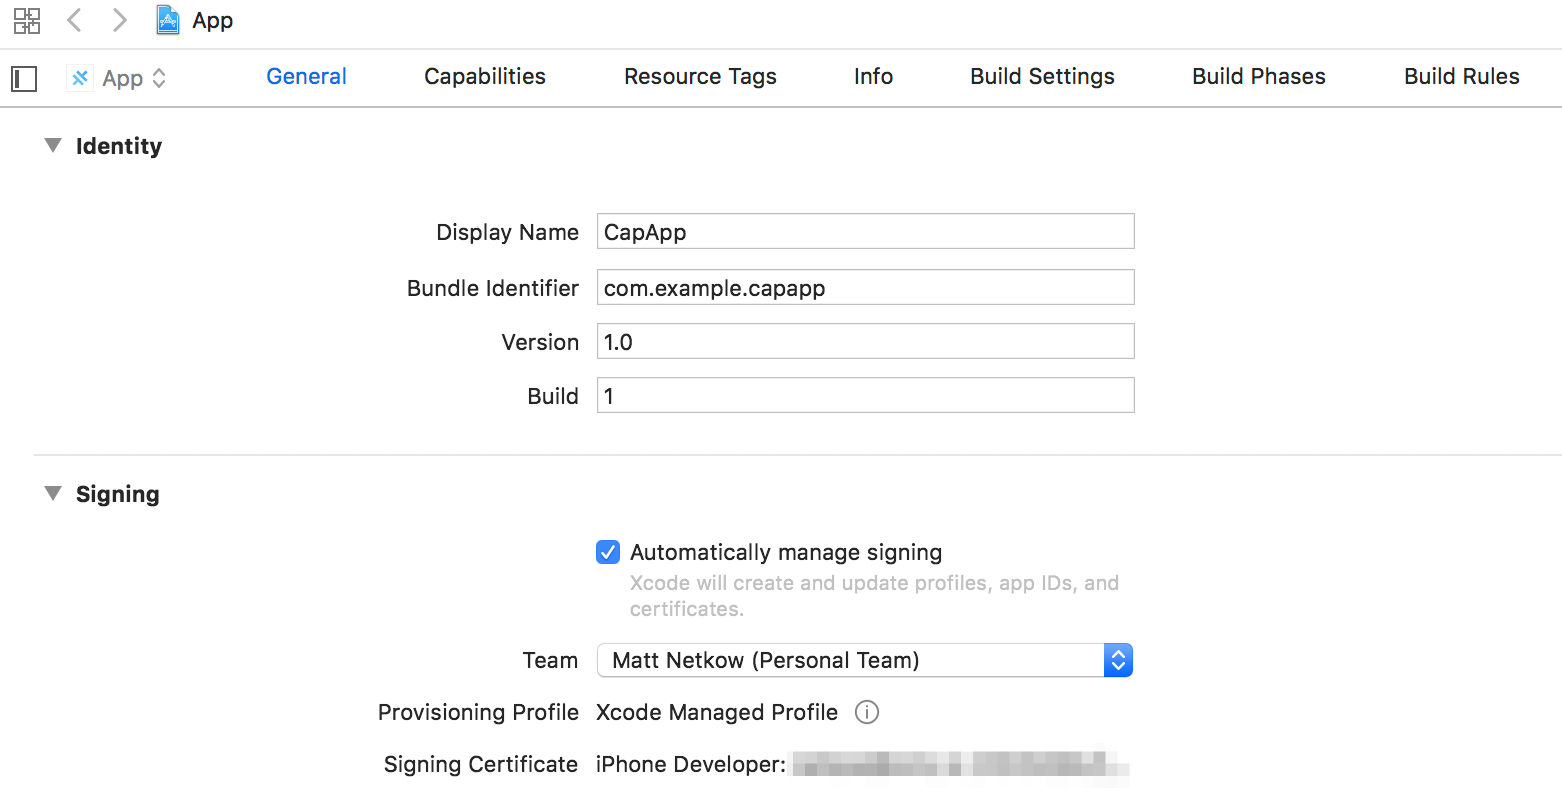 App
App
General
Capabilities
Resource Tags
Info
Build Settings
Build Phases
Build Rules
Identity
Display Name
CapApp
Bundle Identifier
com.example.capapp
Version
1.0
Build
1
Signing
Automatically manage signing
Xcode will create and update profiles, app IDs, and
certificates.
Team
Matt Netkow (Personal Team)
Provisioning Profile
Xcode Managed Profile
Signing Certificate
iPhone Developer: